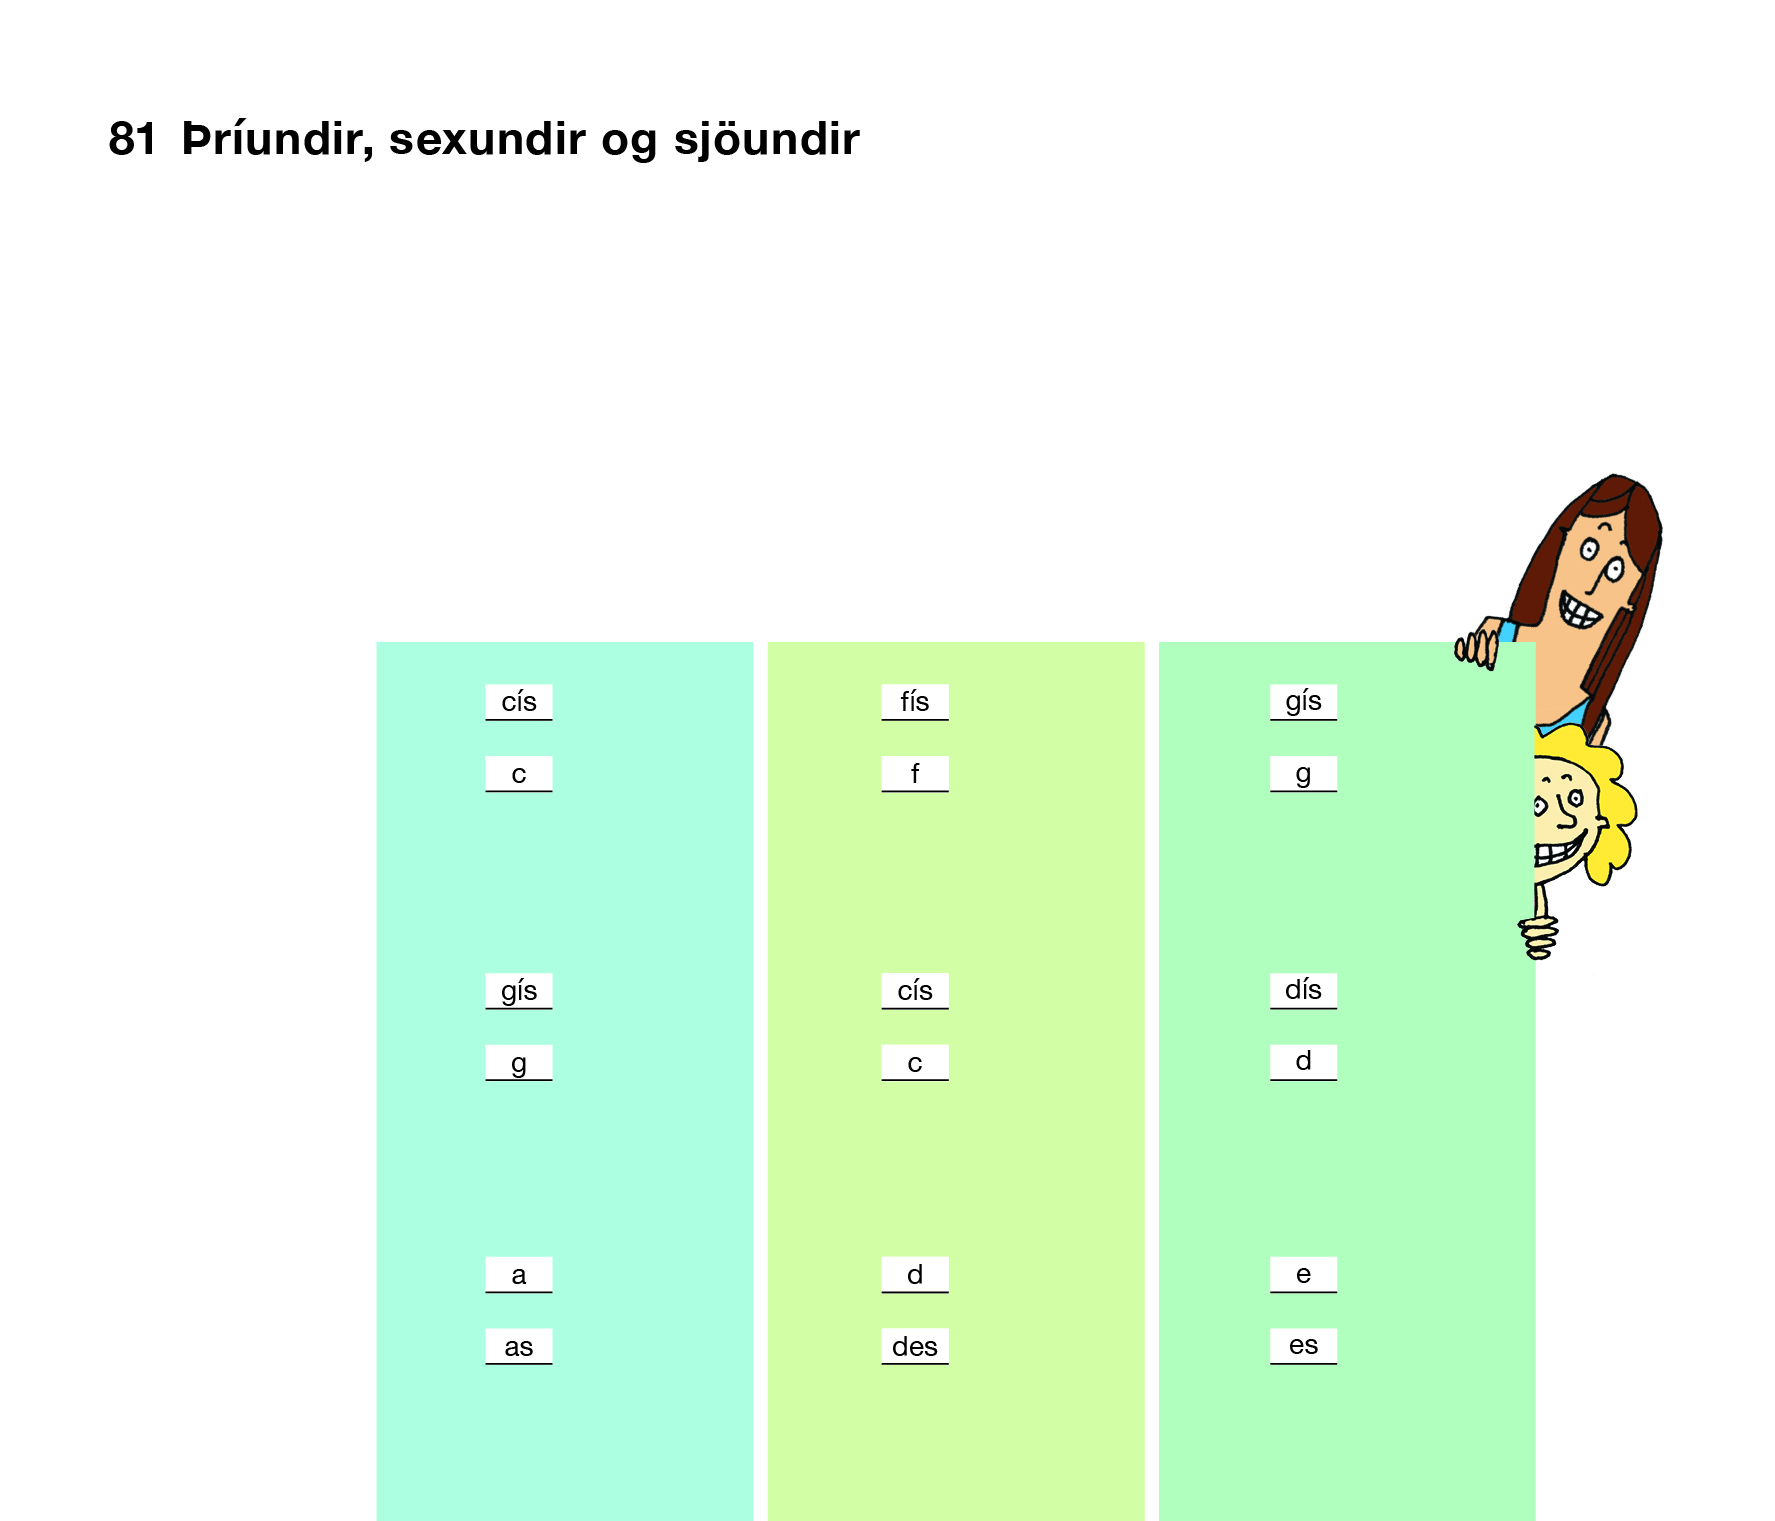 81 Þríundir, sexundir og sjöundir
cís fís gís
c f g
gís cís dís
g c d
a d e
as des es